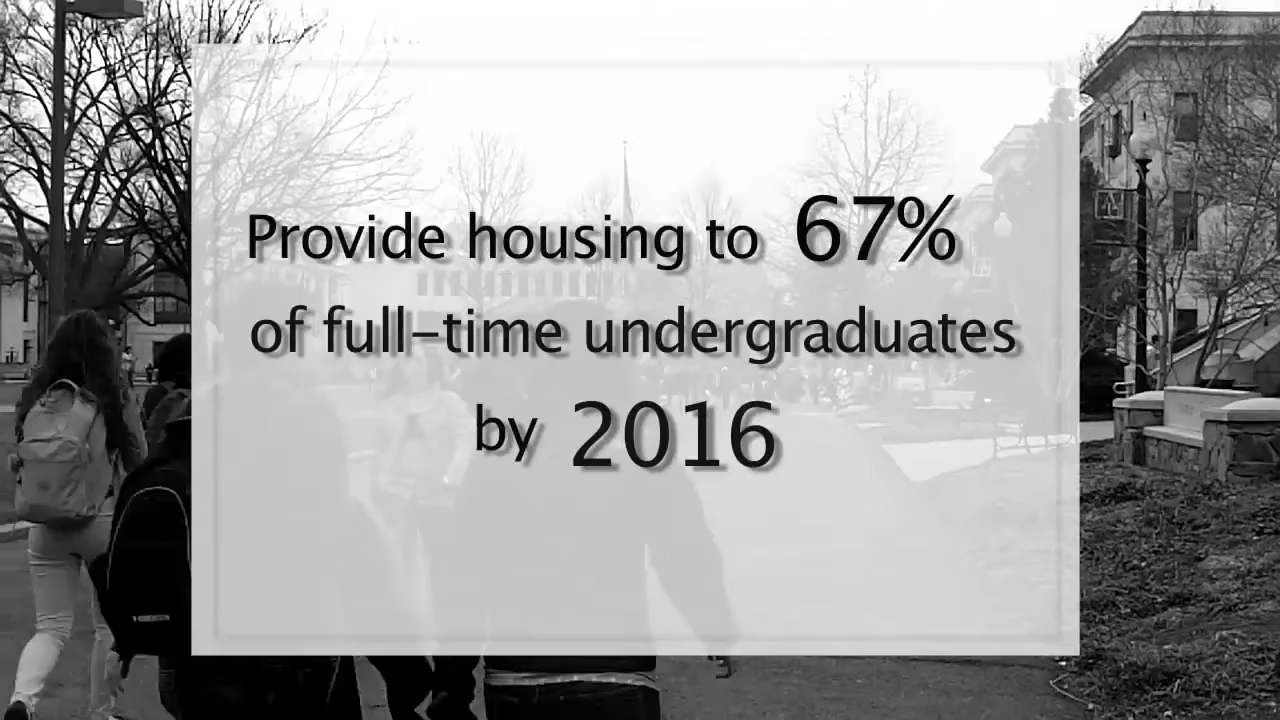 Provide housing to 67%
of full-time undergraduates
by 2016